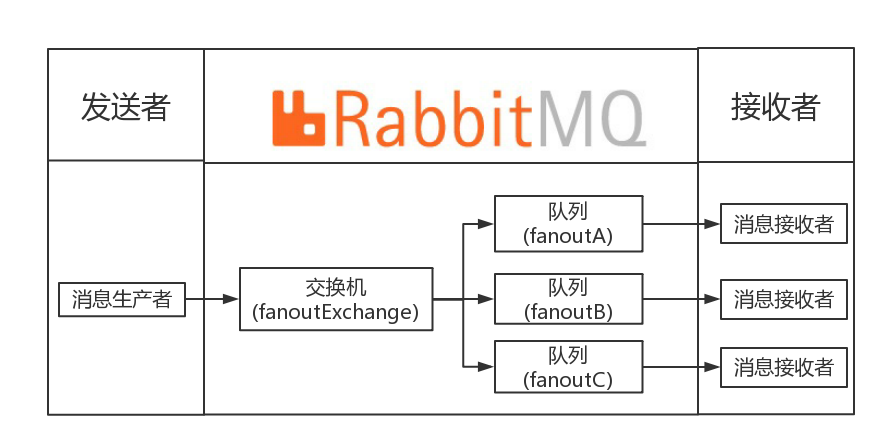 发送者
RabbitMQ
接收者
消息生产者
交换机
(fanoutExchange)
队列
(fanoutA)
消息接收者
队列
(fanoutB)
消息接收者
队列
(fanoutC)
消息接收者